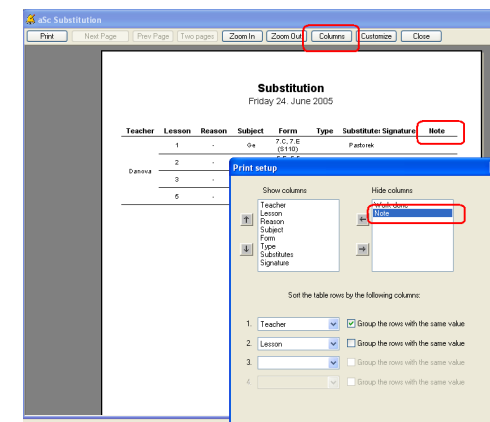 aSc Substitution
Print Next Page Prev Page Two pages Zoom In Zoom Out Columns Customize Close
Substitution
Friday 24. June 2005
Teacher Lesson Reason Subject Form Type Substitute: Signature Note
1 - Ge 7.C, 7.E (S110) Pastorek
Danova
2 -
3 -
6 -
Print setup
Show columns Hide columns
Teacher
Lesson
Reason
Subject
Form
Type
Substitutes
Signature
Work done
Note
Sort the table rows by the following columns:
1. Teacher Group the rows with the same value
2. Lesson Group the rows with the same value
3. Group the rows with the same value
4. Group the rows with the same value